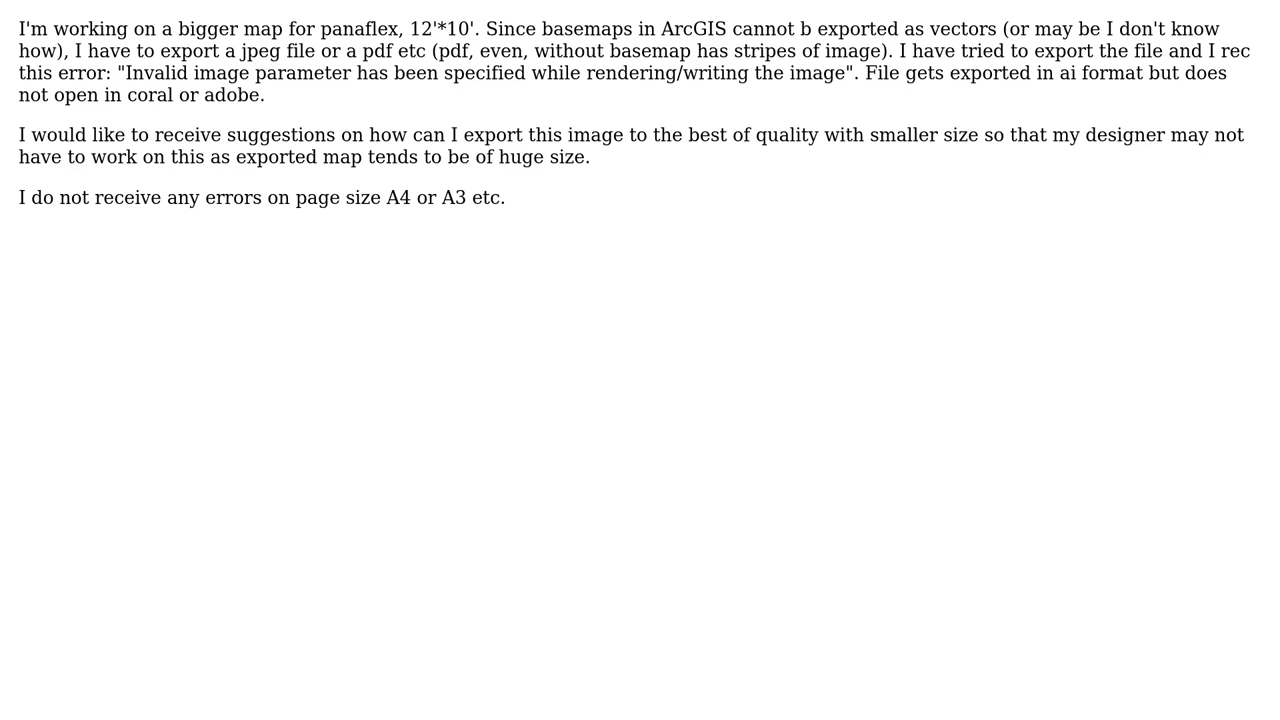 I'm working on a bigger map for panaflex, 12'*10'. Since basemaps in ArcGIS cannot b exported as vectors (or may be I don't know
how), I have to export a jpeg file or a pdf etc (pdf, even, without basemap has stripes of image). I have tried to export the file and I rec
this error: "Invalid image parameter has been specified while rendering/writing the image". File gets exported in ai format but does
not open in coral or adobe.
I would like to receive suggestions on how can I export this image to the best of quality with smaller size so that my designer may not
have to work on this as exported map tends to be of huge size.
I do not receive any errors on page size A4 or A3 etc.